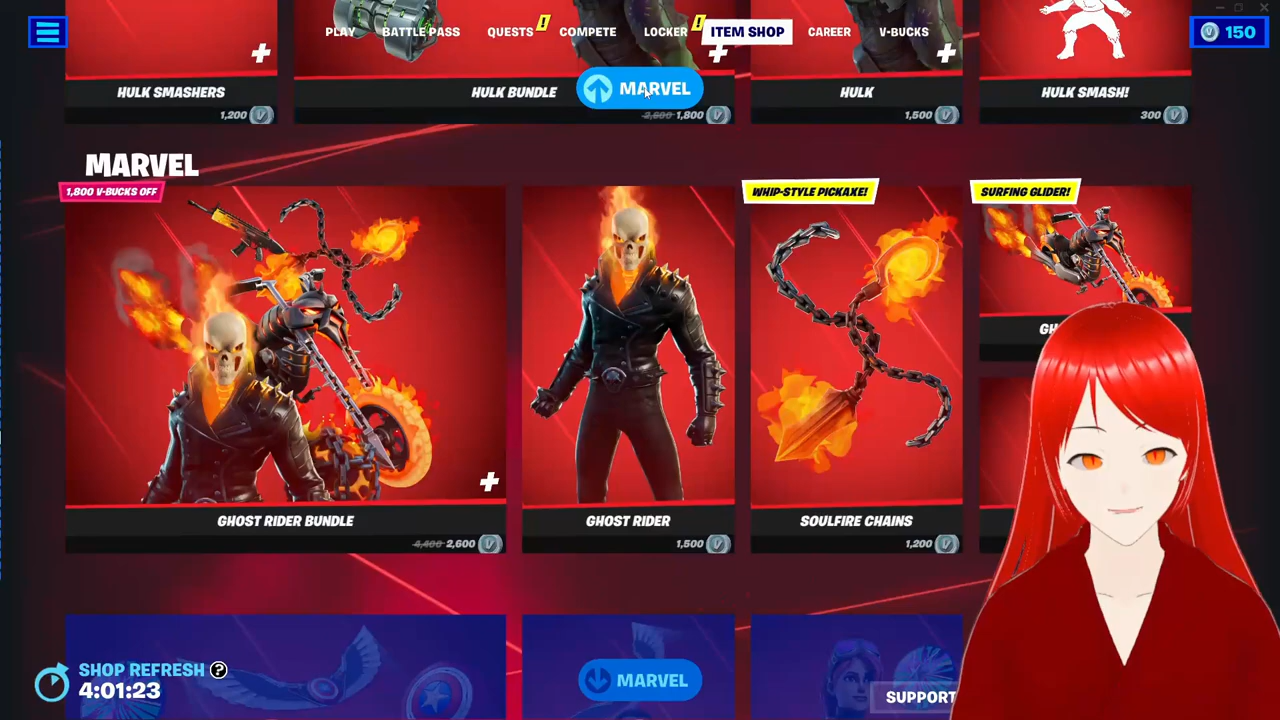 PLAY
BATTLE PASS
QUESTS
!
COMPETE
LOCKER
!
ITEM SHOP
CAREER
V-BUCKS
150
HULK SMASHERS
1,200
HULK BUNDLE
2,600 1,800
MARVEL
HULK
1,500
HULK SMASH!
300
MARVEL
1,800 V-BUCKS OFF
WHIP-STYLE PICKAXE!
SURFING GLIDER!
GH
GHOST RIDER BUNDLE
4,400 2,600
GHOST RIDER
1,500
SOULFIRE CHAINS
1,200
SHOP REFRESH ?
4:01:23
MARVEL
SUPPORT